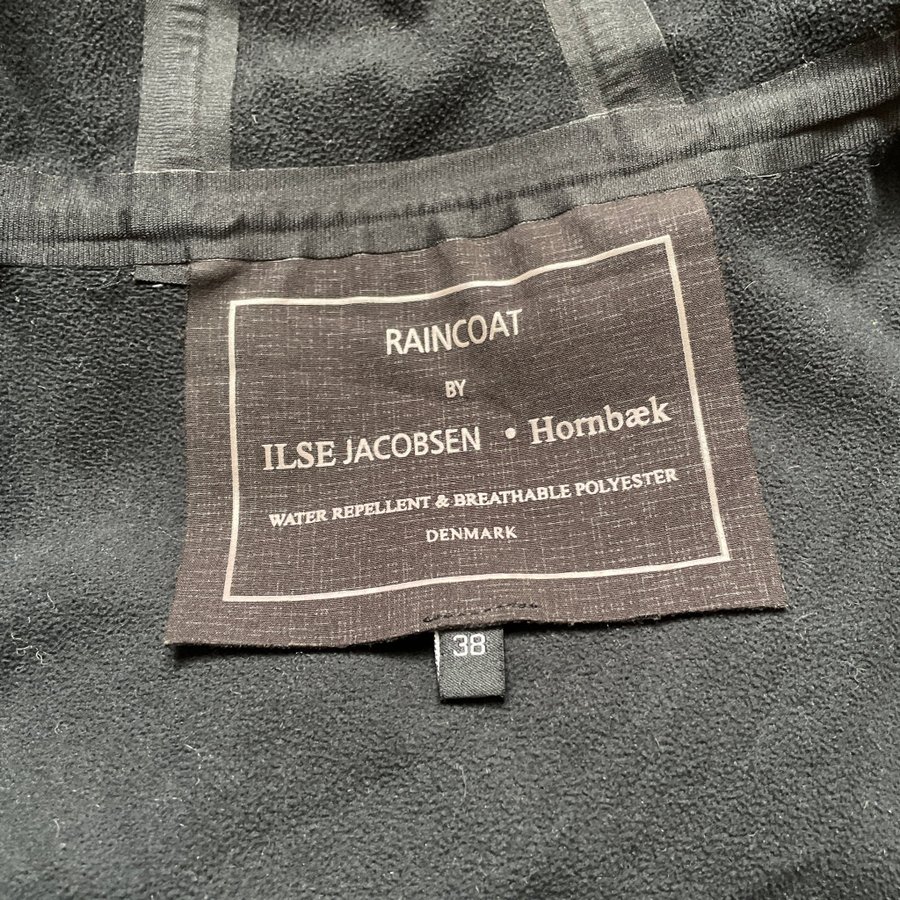 RAINCOAT
BY
ILSE JACOBSEN • Hornbæk
WATER REPELLENT & BREATHABLE POLYESTER
DENMARK
38